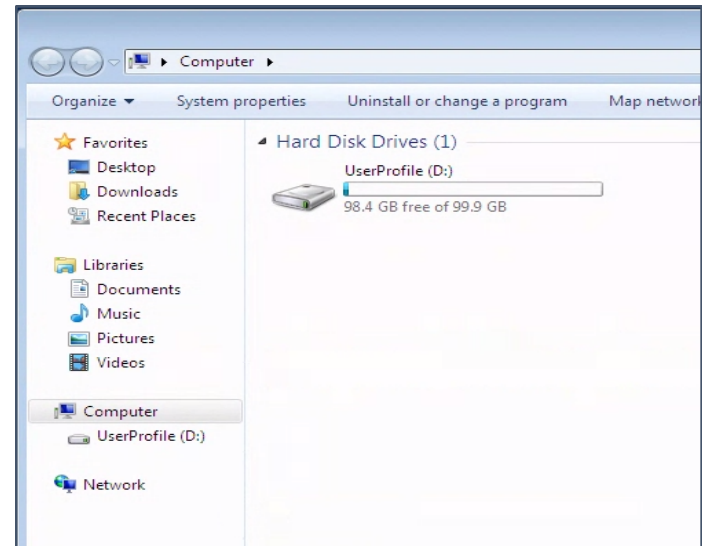 Computer
Organize System properties Uninstall or change a program Map network
Favorites
Desktop
Downloads
Recent Places
Libraries
Documents
Music
Pictures
Videos
Computer
UserProfile (D:)
Network
Hard Disk Drives (1)
UserProfile (D:)
98.4 GB free of 99.9 GB